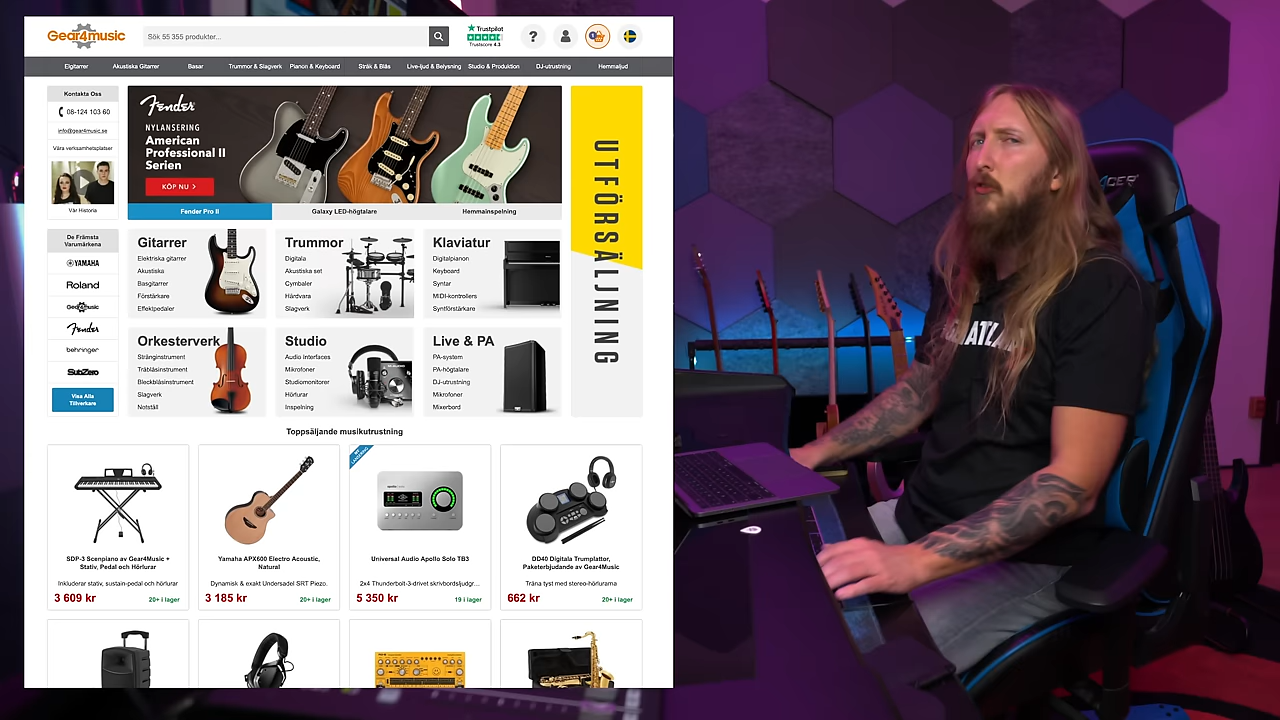 Gear4music
Sök 55 355 produkter...
Trustpilot
Trustscore 4.3
?
Elgitarrer
Akustiska Gitarrer
Basar
Trummor & Slagverk
Pianon & Keyboard
Stråk & Blås
Live-ljud & Belysning
Studio & Produktion
DJ-utrustning
Hemmaljud
Kontakta Oss
08-124 103 60
info@gear4music.se
Våra verksamhetsplatser
Vår Historia
Fender
NYLANSERING
American
Professional II
Serien
KÖP NU >
Fender Pro II
Galaxy LED-högtalare
Hemmainspelning
UTFÖRSÄLJNING
De Främsta
Varumärkena
YAMAHA
Roland
Gear4music
Fender
behringer
SubZero
Visa Alla
Tillverkare
Gitarrer
Elektriska gitarrer
Akustiska
Basgitarrer
Förstärkare
Effektpedaler
Trummor
Digitala
Akustiska set
Cymbaler
Hårdvara
Slagverk
Klaviatur
Digitalpianon
Keyboard
Syntar
MIDI-kontrollers
Syntförstärkare
Orkesterverk
Stränginstrument
Träblåsinstrument
Bleckblåsinstrument
Slagverk
Notställ
Studio
Audio Interfaces
Mikrofoner
Studiomonitorer
Hörlurar
Inspelning
Live & PA
PA-system
PA-högtalare
DJ-utrustning
Mikrofoner
Mixerbord
Toppsäljande musikutrustning
SDP-3 Scenpiano av Gear4Music +
Stativ, Pedal och Hörlurar
Inkluderar stativ, sustain-pedal och hörlurar
3 609 kr
20+ i lager
Yamaha APX600 Electro Acoustic,
Natural
Dynamisk & exakt Undersadel SRT Piezo.
3 185 kr
20+ i lager
Universal Audio Apollo Solo TB3
2x4 Thunderbolt-3-drivet skrivbordsljudgr...
5 350 kr
19 i lager
DD40 Digitala Trumplattor,
Paketerbjudande av Gear4Music
Träna tyst med stereo-hörlurarna
662 kr
20+ i lager